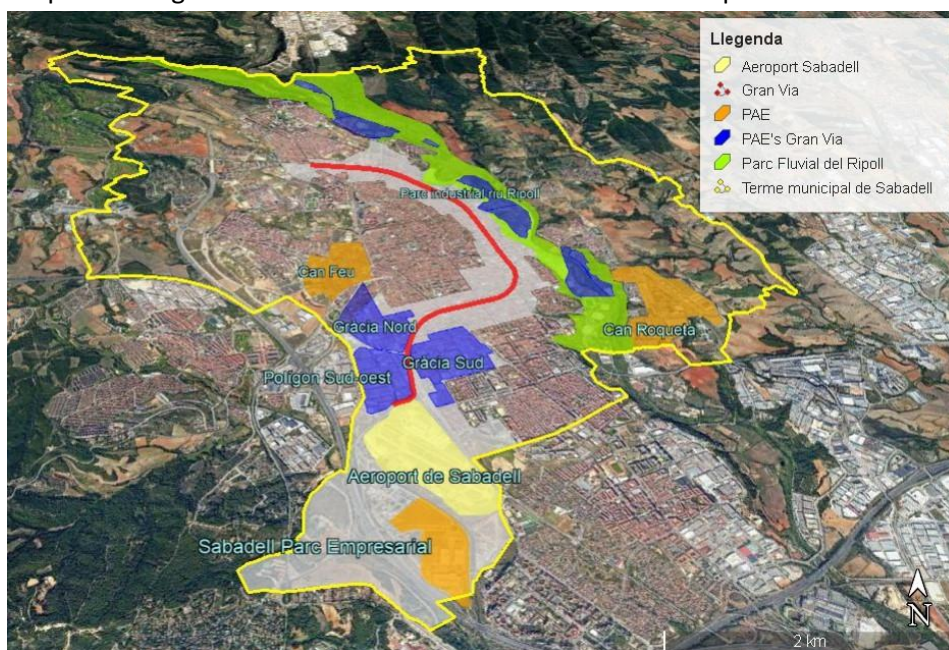 Llegenda
Aeroport Sabadell
Gran Via
PAE
PAE's Gran Via
Parc Fluvial del Ripoll
Terme municipal de Sabadell
Parc industrial riu Ripoll
Can Feu
Gràcia Nord
Can Roqueta
Gràcia Sud
Polígon Sud-oest
Aeroport de Sabadell
Sabadell Parc Empresarial
N
2 km